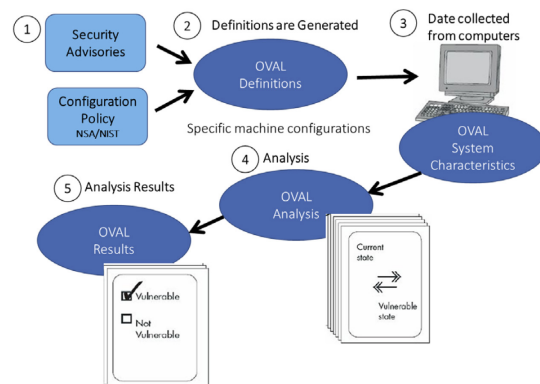 1
Security
Advisories
Configuration
Policy
NSA/NIST
2
Definitions are Generated
OVAL
Definitions
Specific machine configurations
3
Date collected
from computers
OVAL
System
Characteristics
4
Analysis
OVAL
Analysis
Current
state
Vulnerable
state
5
Analysis Results
OVAL
Results
Vulnerable
Not
Vulnerable